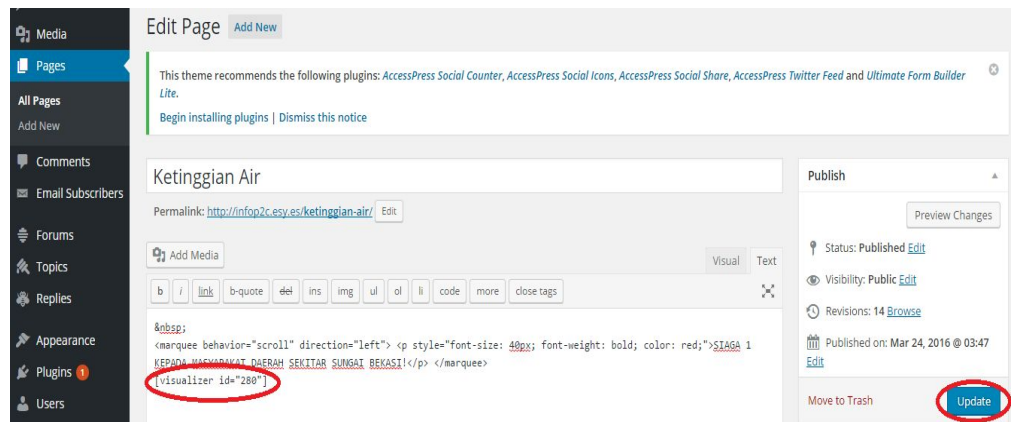 Media
Pages
All Pages
Add New
Comments
Email Subscribers
Forums
Topics
Replies
Appearance
Plugins 1
Users
Edit Page Add New
This theme recommends the following plugins: AccessPress Social Counter, AccessPress Social Icons, AccessPress Social Share, AccessPress Twitter Feed and Ultimate Form Builder
Lite.
Begin installing plugins | Dismiss this notice
Ketinggian Air
Permalink: http://infop2c.esy.es/ketinggian-air/ Edit
Add Media
Visual Text
b i link b-quote del ins img ul ol li code more close tags
&nbsp;
<marquee behavior="scroll" direction="left"> <p style="font-size: 40px; font-weight: bold; color: red;">SIAGA 1
KEPADA MASYARAKAT DAERAH SEKITAR SUNGAI BEKASI!</p> </marquee>
[visualizer id="280"]
Publish
Preview Changes
Status: Published Edit
Visibility: Public Edit
Revisions: 14 Browse
Published on: Mar 24, 2016 @ 03:47
Edit
Move to Trash Update